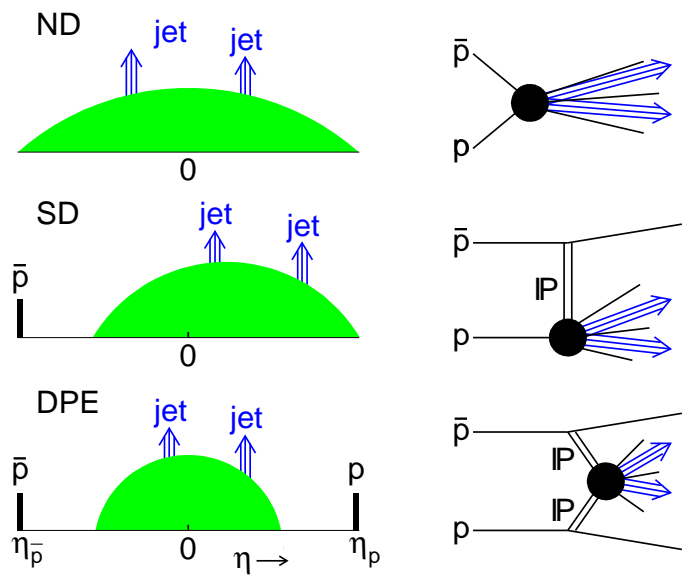 ND
jet jet
0
p̄
p
SD
jet jet
p̄
0
p̄
IP
p
DPE
jet jet
p̄ p
η_p̄ 0 η → η_p
p̄
IP
IP
p